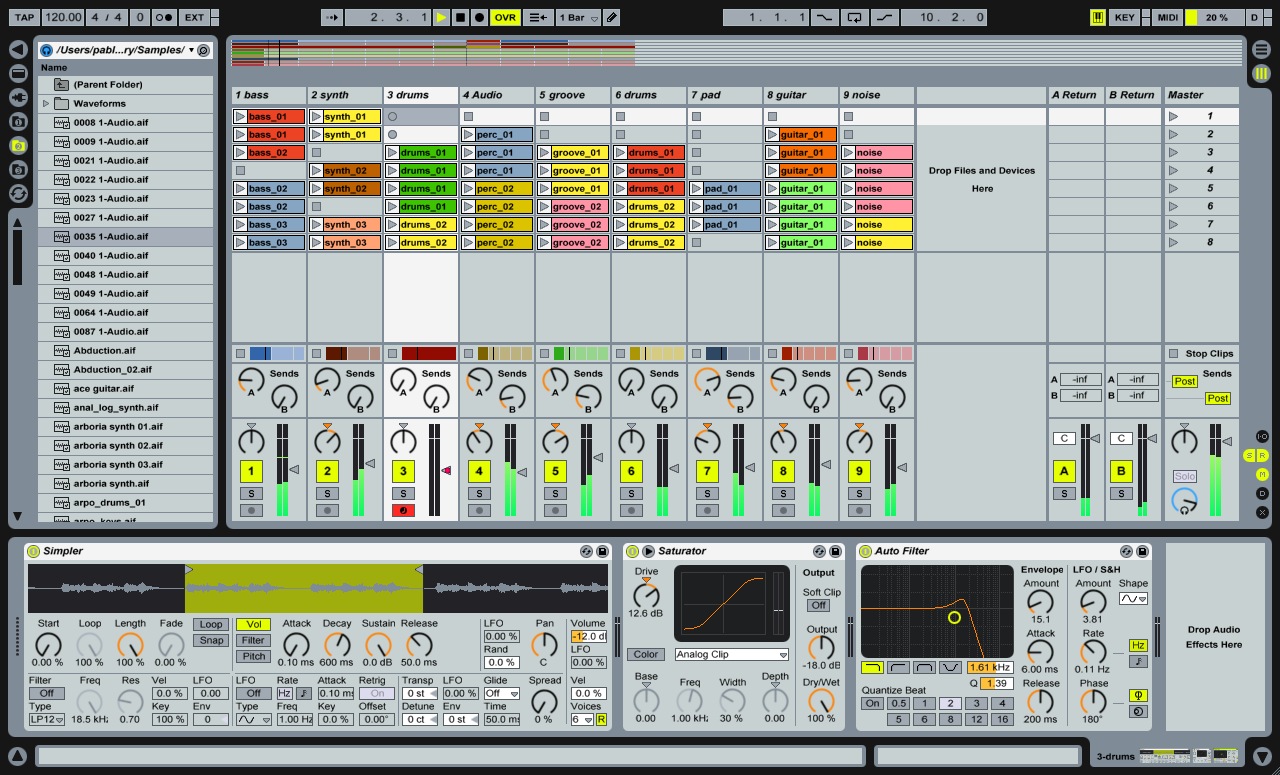 TAP 120.00 4 / 4 0 EXT 2. 3. 1 OVR 1 Bar 1. 1. 1 10. 2. 0 KEY MIDI 20 % D
/Users/pabl...ry/Samples/
Name
(Parent Folder)
Waveforms
0008 1-Audio.aif
0009 1-Audio.aif
0021 1-Audio.aif
0022 1-Audio.aif
0023 1-Audio.aif
0027 1-Audio.aif
0035 1-Audio.aif
0040 1-Audio.aif
0048 1-Audio.aif
0049 1-Audio.aif
0064 1-Audio.aif
0087 1-Audio.aif
Abduction.aif
Abduction_02.aif
ace guitar.aif
anal_log_synth.aif
arboria synth 01.aif
arboria synth 02.aif
arboria synth 03.aif
arboria synth.aif
arpo_drums_01
arpo_keys.aif
1 bass 2 synth 3 drums 4 Audio 5 groove 6 drums 7 pad 8 guitar 9 noise A Return B Return Master
bass_01 synth_01 1
bass_01 synth_01 perc_01 guitar_01 2
bass_02 drums_01 perc_01 groove_01 drums_01 guitar_01 noise 3
synth_02 drums_01 perc_01 groove_01 drums_01 guitar_01 noise 4
bass_02 synth_02 drums_01 perc_02 groove_01 drums_01 pad_01 guitar_01 noise 5
bass_02 drums_01 perc_02 groove_02 drums_02 pad_01 guitar_01 noise 6
bass_03 synth_03 drums_02 perc_02 groove_02 drums_02 pad_01 guitar_01 noise 7
bass_03 synth_03 drums_02 perc_02 groove_02 drums_02 guitar_01 noise 8
Drop Files and Devices
Here
Stop Clips
Sends Sends Sends Sends Sends Sends Sends Sends Sends A -inf A -inf Sends
A A A A A A A A A B -inf B -inf Post
B B B B B B B B B Post
C C
1 2 3 4 5 6 7 8 9 A B Solo
S S S S S S S S S S S
I-O
S R
M
D
X
Simpler
Start Loop Length Fade Loop
Snap
0.00 % 100 % 100 % 0.00 %
Filter Freq Res Vel LFO
Off 0.0 % 0.00
Type Key Env
LP12 18.5 kHz 0.70 100 % 0
Vol
Filter
Pitch
Attack Decay Sustain Release
0.10 ms 600 ms 0.0 dB 50.0 ms
LFO Pan Volume
0.00 % -12.0 dB
Rand LFO
0.0 % C 0.00 %
LFO Rate Attack Retrig Transp LFO Glide Spread Vel
Off Hz 0.10 ms On 0 st 0.00 % Off 0.0 %
Type Freq Key Offset Detune Env Time Voices
1.00 Hz 0.0 % 0.00° 0 ct 0 st 50.0 ms 0 % 6 R
Saturator
Drive
12.6 dB
Color Analog Clip
Base Freq Width Depth
0.00 1.00 kHz 30 % 0.00
Output
Soft Clip
Off
Output
-18.0 dB
Dry/Wet
100 %
Auto Filter
1.61 kHz
Q 1.39
Quantize Beat
On 0.5 1 2 3 4
5 6 8 12 16
Envelope
Amount
15.1
Attack
6.00 ms
Release
200 ms
LFO / S&H
Amount Shape
3.81
Rate Hz
0.11 Hz
Phase
180°
Drop Audio
Effects Here
3-drums